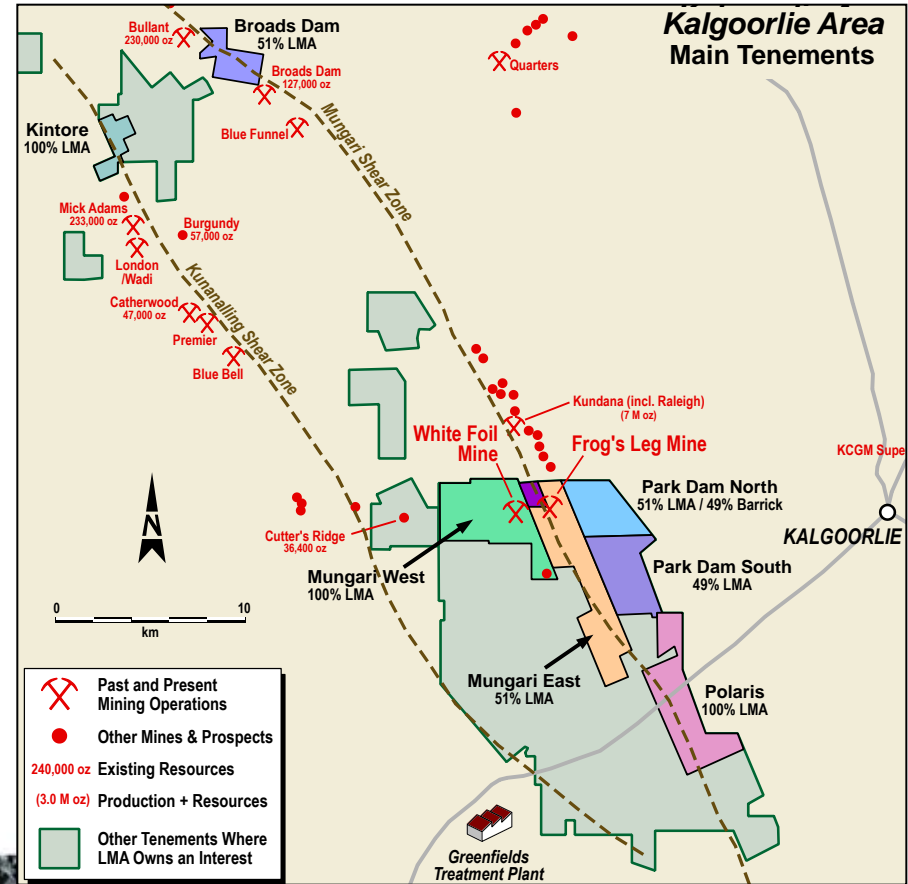 Kalgoorlie Area
Main Tenements
Bullant
230,000 oz
Broads Dam
51% LMA
Broads Dam
127,000 oz
Blue Funnel
Quarters
Kintore
100% LMA
Mungari Shear Zone
Mick Adams
233,000 oz
Burgundy
57,000 oz
London
/Wadi
Kunanalling Shear Zone
Catherwood
47,000 oz
Premier
Blue Bell
Kundana (incl. Raleigh)
(7 M oz)
White Foil
Mine
Frog's Leg Mine
KCGM Supe
Park Dam North
51% LMA / 49% Barrick
KALGOORLIE
Cutter's Ridge
36,400 oz
Mungari West
100% LMA
Park Dam South
49% LMA
N
0 10
km
Mungari East
51% LMA
Polaris
100% LMA
Past and Present
Mining Operations
Other Mines & Prospects
240,000 oz Existing Resources
(3.0 M oz) Production + Resources
Other Tenements Where
LMA Owns an Interest
Greenfields
Treatment Plant